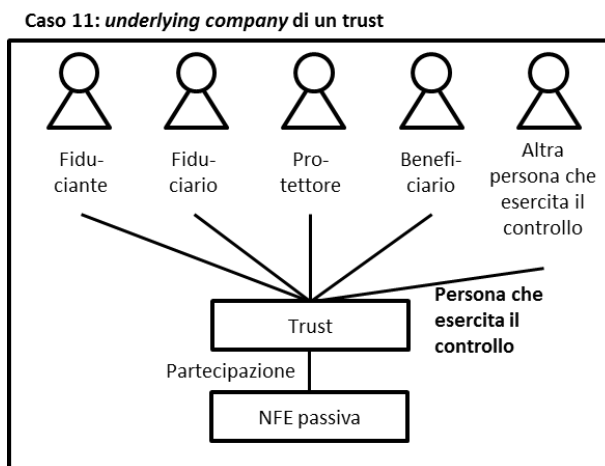 Caso 11: underlying company di un trust
Fidu-
ciante
Fidu-
ciario
Pro-
tettore
Benefi-
ciario
Altra
persona che
esercita il
controllo
Persona che
esercita il
controllo
Trust
Partecipazione
NFE passiva